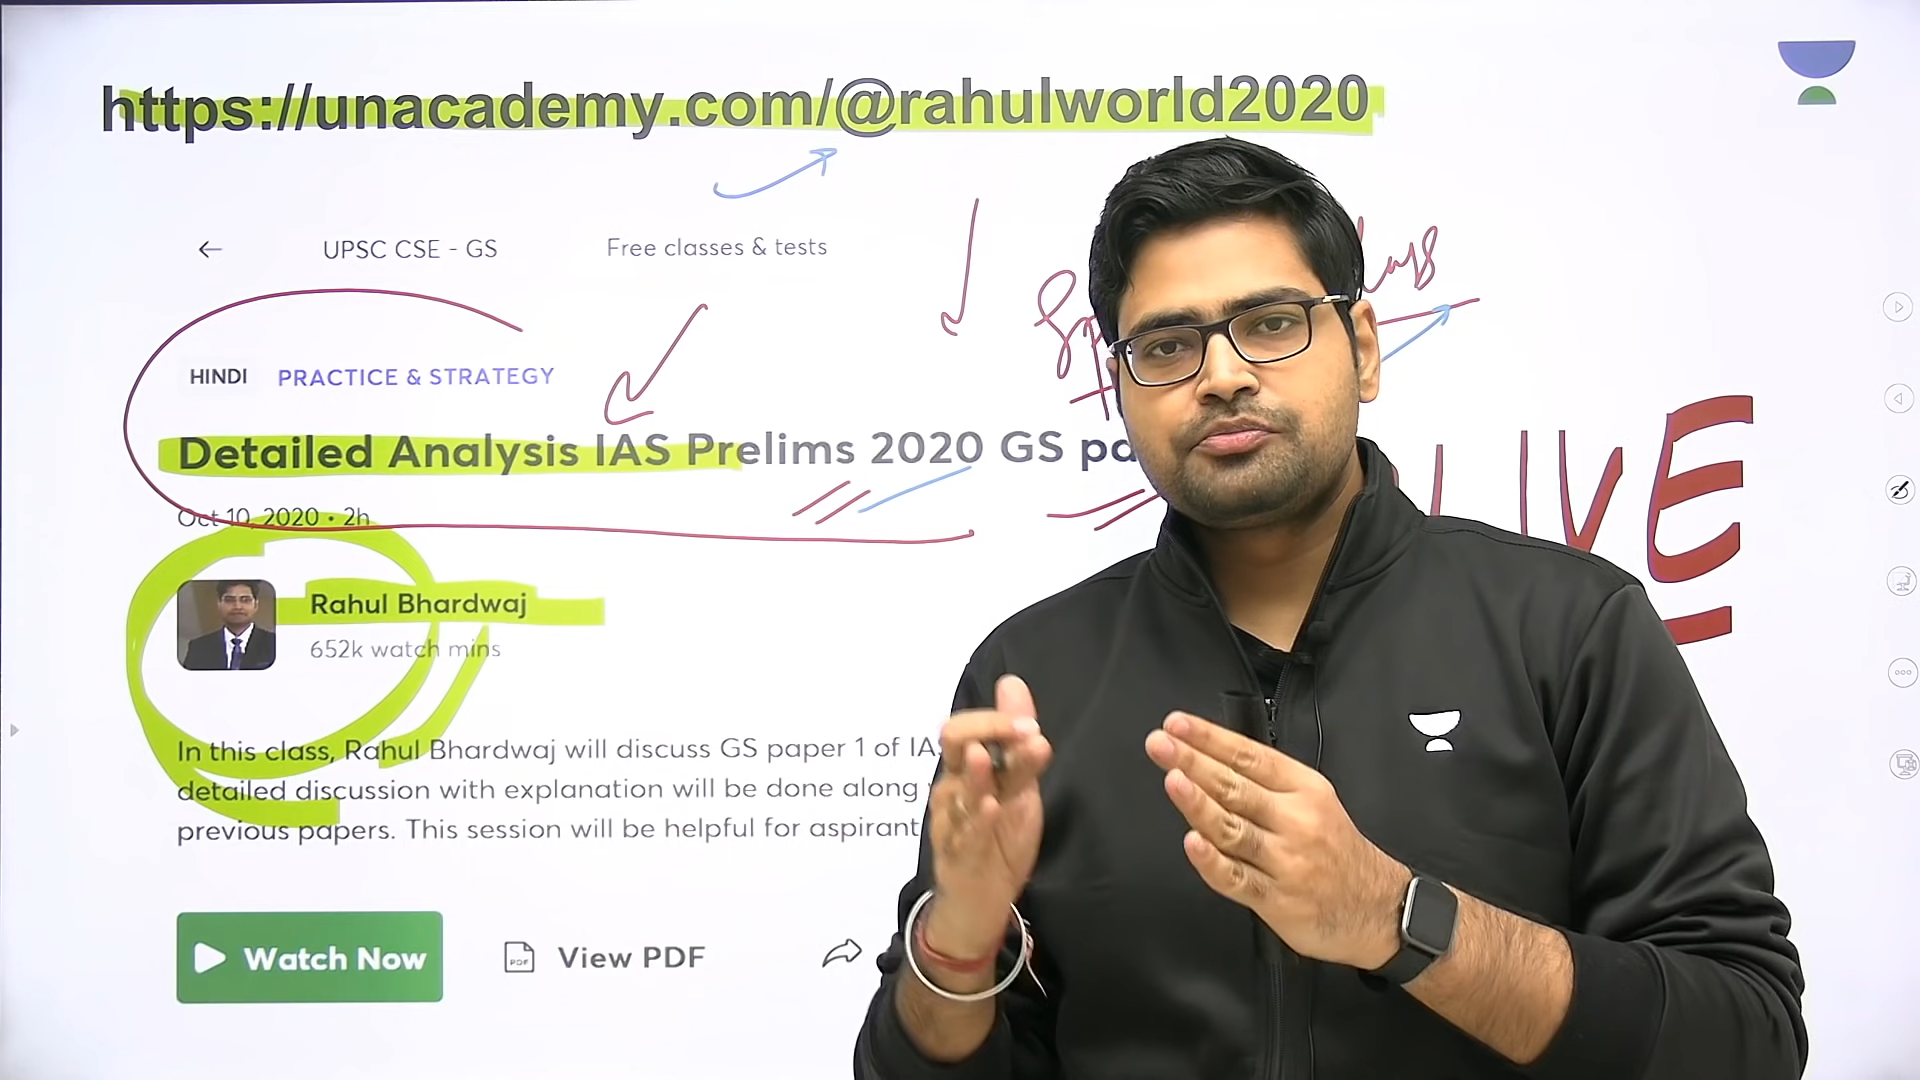 https://unacademy.com/@rahulworld2020
UPSC CSE - GS Free classes & tests
HINDI PRACTICE & STRATEGY
Detailed Analysis IAS Prelims 2020 GS
LIVE
Oct 10, 2020 • 2h
Rahul Bhardwaj
652k watch mins
In this class, Rahul Bhardwaj will discuss GS paper 1 of
detailed discussion with explanation will be done along
previous papers. This session will be helpful for
Watch Now View PDF